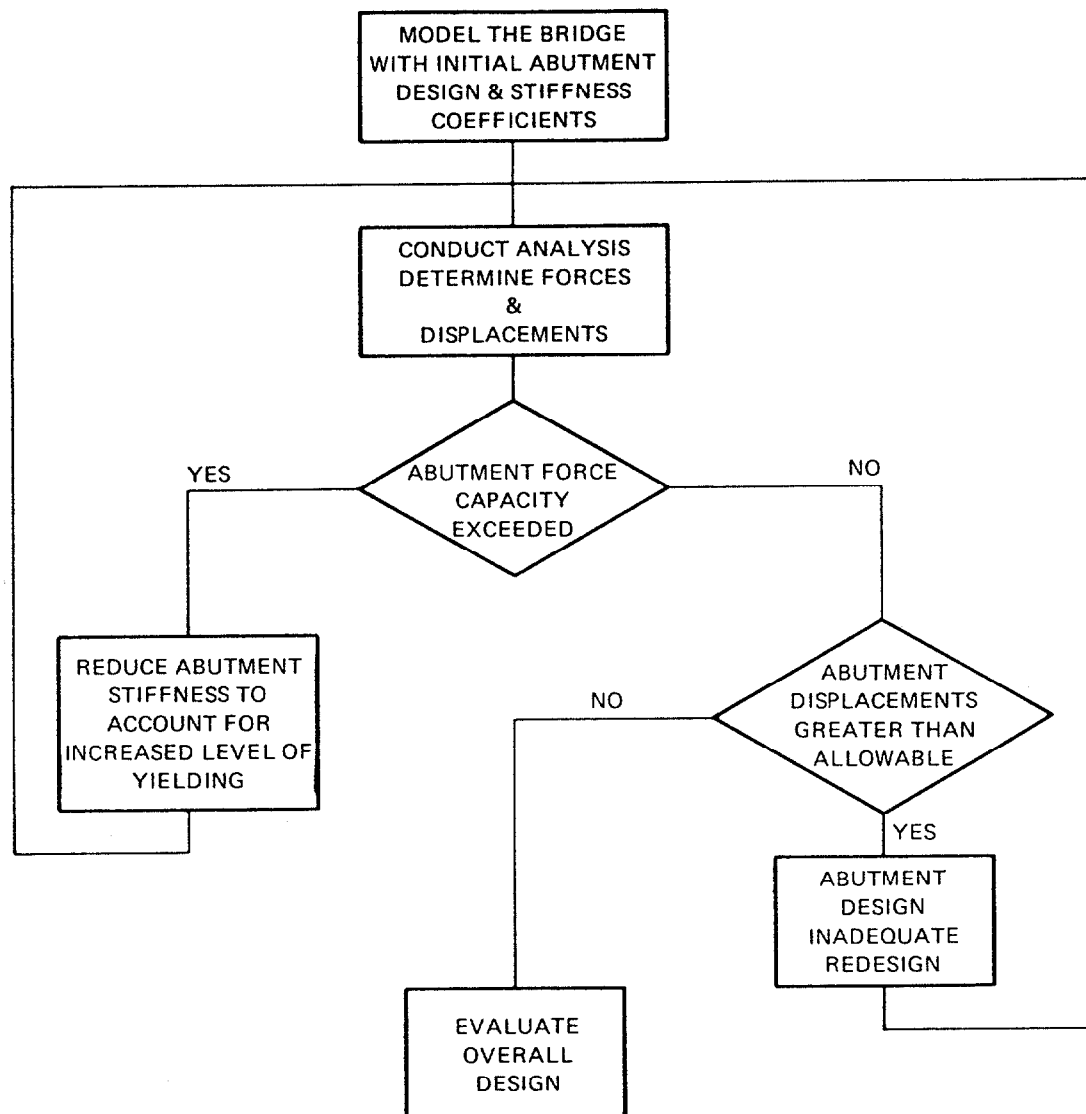 MODEL THE BRIDGE
WITH INITIAL ABUTMENT
DESIGN & STIFFNESS
COEFFICIENTS
CONDUCT ANALYSIS
DETERMINE FORCES
&
DISPLACEMENTS
YES
ABUTMENT FORCE
CAPACITY
EXCEEDED
NO
REDUCE ABUTMENT
STIFFNESS TO
ACCOUNT FOR
INCREASED LEVEL OF
YIELDING
NO
ABUTMENT
DISPLACEMENTS
GREATER THAN
ALLOWABLE
YES
ABUTMENT
DESIGN
INADEQUATE
REDESIGN
EVALUATE
OVERALL
DESIGN